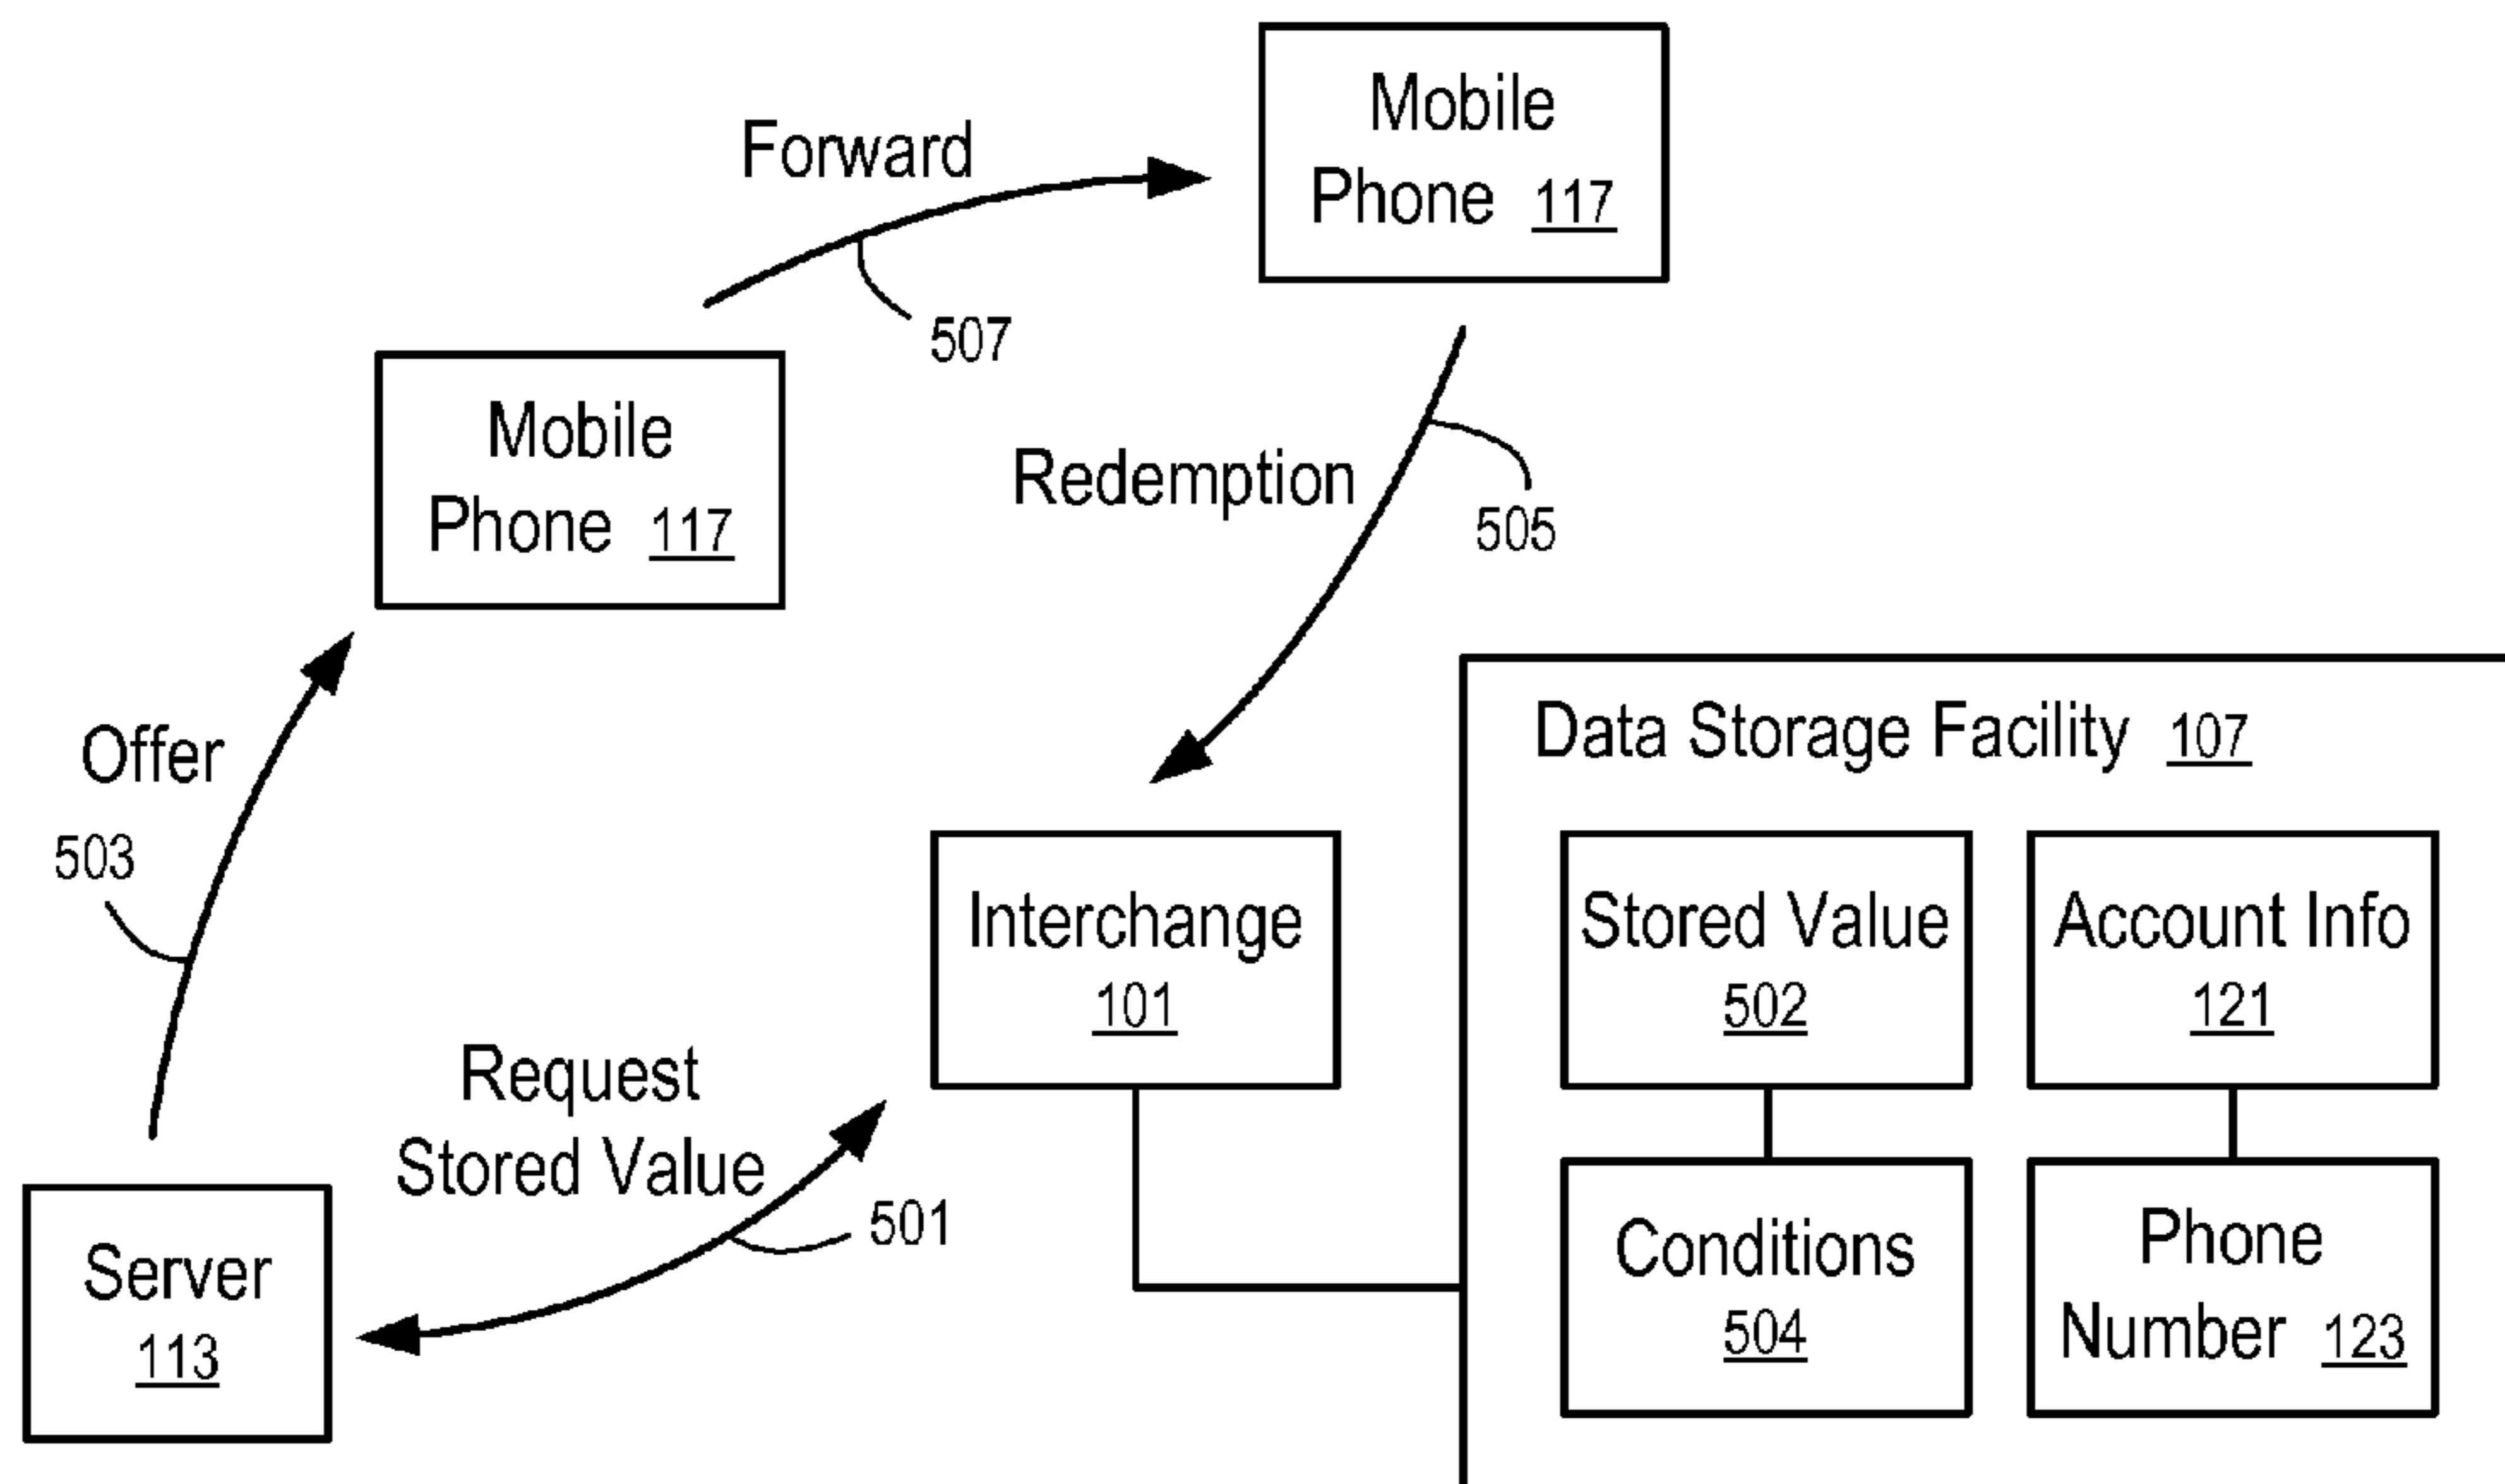 Mobile
Phone 117
Forward
507
Mobile
Phone 117
Redemption
505
Offer
503
Data Storage Facility 107
Interchange
101
Stored Value
502
Account Info
121
Request
Stored Value
501
Conditions
504
Phone
Number 123
Server
113